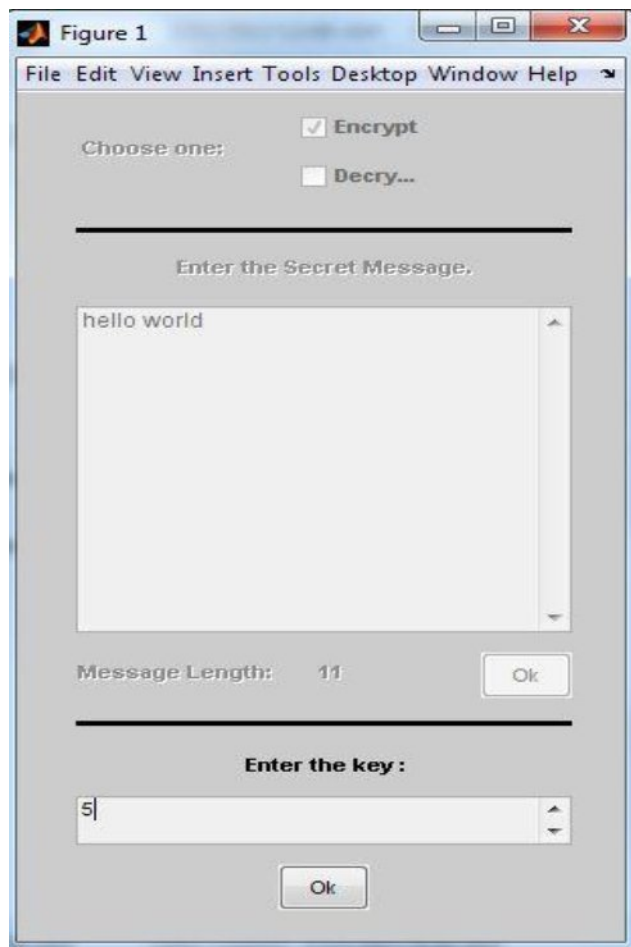 Figure 1
File Edit View Insert Tools Desktop Window Help
Choose one:
Encrypt
Decry...
Enter the Secret Message.
hello world
Message Length: 11
Ok
Enter the key :
5
Ok